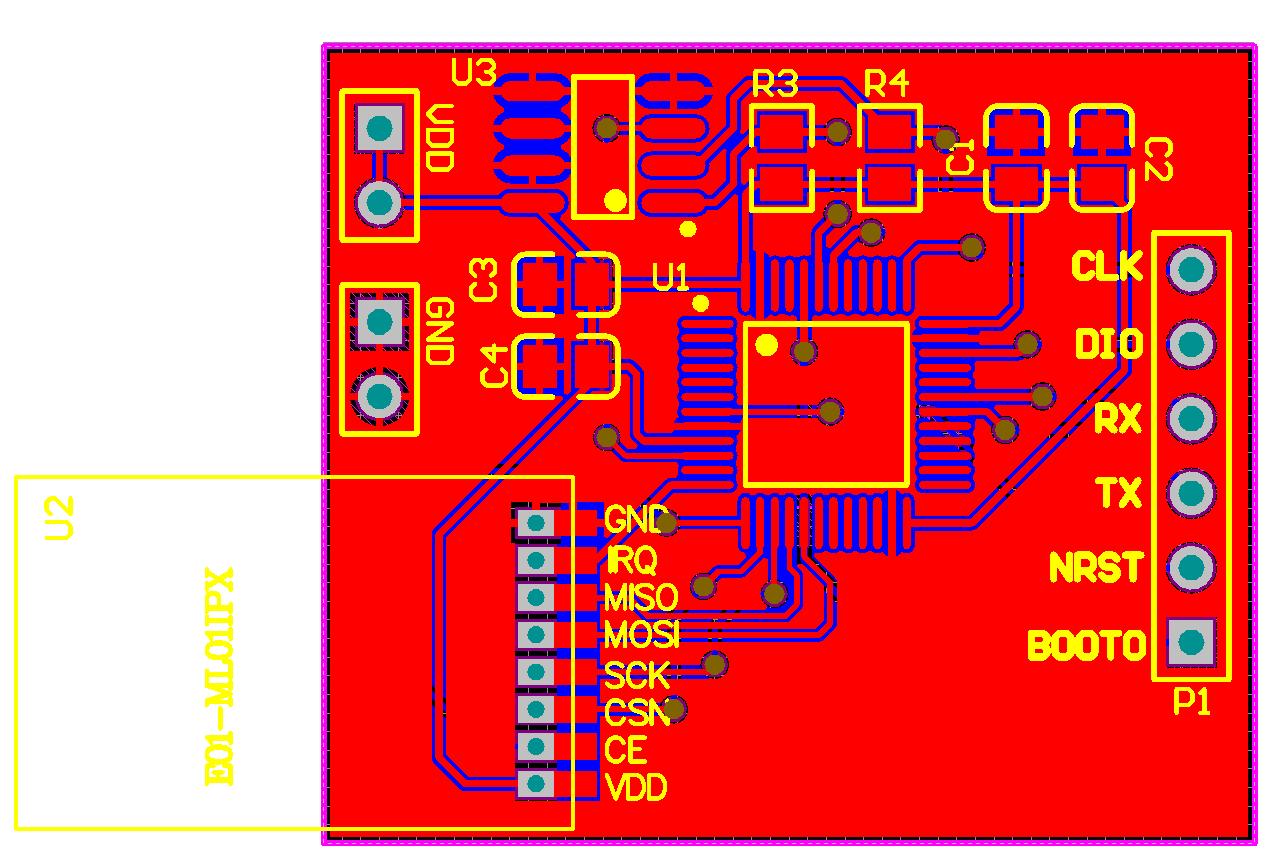 U3
VDD
R3
R4
C1
C2
C3
U1
GND
C4
CLK
DIO
RX
TX
NRST
BOOT0
P1
U2
E01-ML01IPX
GND
IRQ
MISO
MOSI
SCK
CSN
CE
VDD